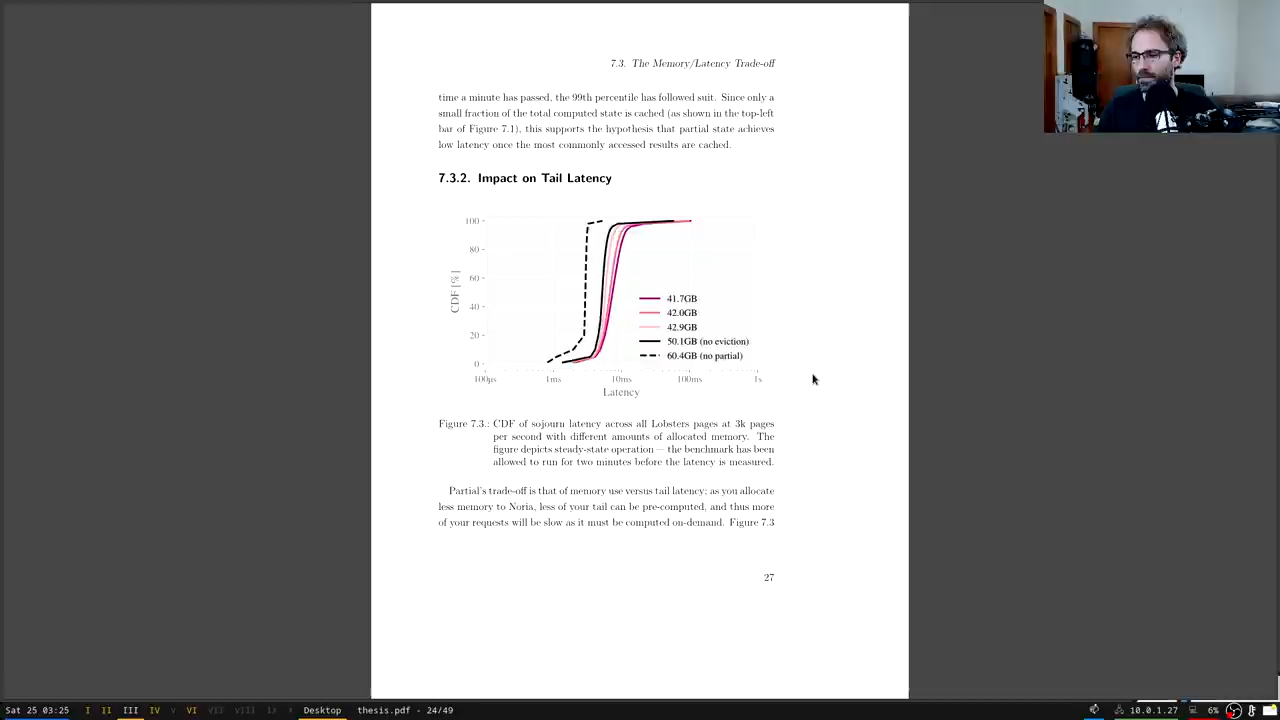 7.3. The Memory/Latency Trade-off
time a minute has passed, the 99th percentile has followed suit. Since only a
small fraction of the total computed state is cached (as shown in the top-left
bar of Figure 7.1), this supports the hypothesis that partial state achieves
low latency once the most commonly accessed results are cached.
7.3.2. Impact on Tail Latency
100
80
60
40
20
0
CDF [%]
41.7GB
42.0GB
42.9GB
50.1GB (no eviction)
60.4GB (no partial)
100µs 1ms 10ms 100ms 1s
Latency
Figure 7.3.: CDF of sojourn latency across all Lobsters pages at 3k pages
per second with different amounts of allocated memory. The
figure depicts steady-state operation — the benchmark has been
allowed to run for two minutes before the latency is measured.
Partial's trade-off is that of memory use versus tail latency; as you allocate
less memory to Noria, less of your tail can be pre-computed, and thus more
of your requests will be slow as it must be computed on-demand. Figure 7.3
27
Sat 25 03:25 I II III IV V VI VII VIII IX X Desktop thesis.pdf - 24/49 10.0.1.27 6%